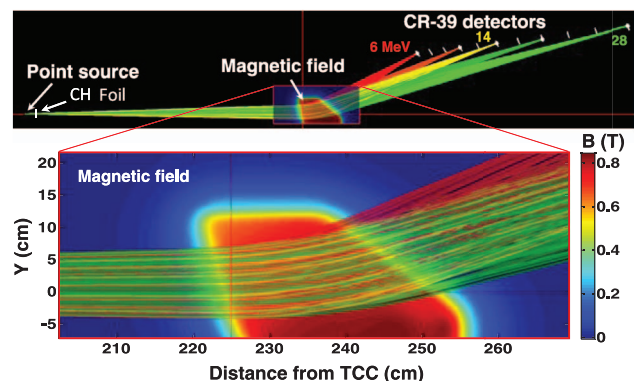 CR-39 detectors
6 MeV
14
28
Magnetic field
Point source
CH Foil
B (T)
Magnetic field
20
15
10
5
0
-5
Y (cm)
0.8
0.6
0.4
0.2
0
210 220 230 240 250 260
Distance from TCC (cm)